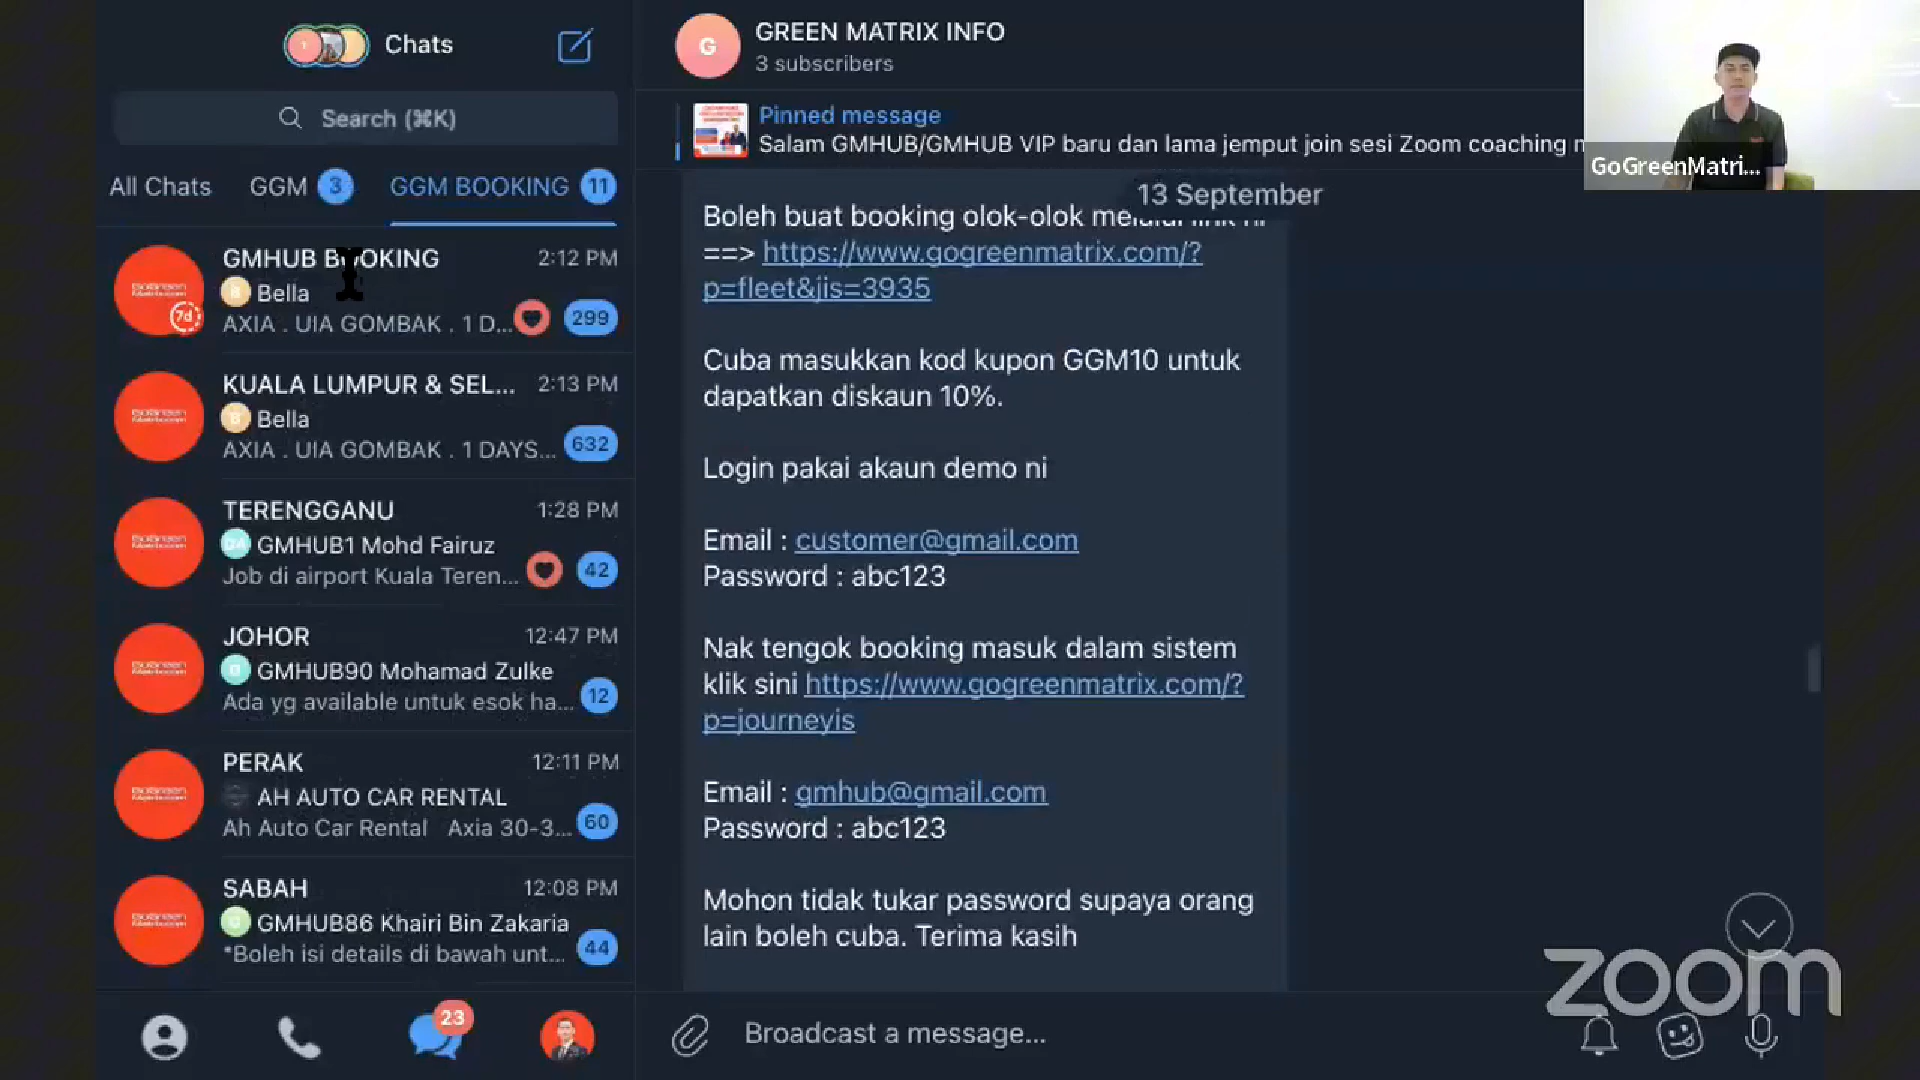 Chats
Search (⌘K)
All Chats
GGM 3
GGM BOOKING 11
GMHUB BOOKING 2:12 PM
Bella
AXIA . UIA GOMBAK . 1 D... 299
7d
KUALA LUMPUR & SEL... 2:13 PM
Bella
AXIA . UIA GOMBAK . 1 DAYS... 632
TERENGGANU 1:28 PM
GMHUB1 Mohd Fairuz
Job di airport Kuala Teren... 42
JOHOR 12:47 PM
GMHUB90 Mohamad Zulke
Ada yg available untuk esok ha... 12
PERAK 12:11 PM
AH AUTO CAR RENTAL
Ah Auto Car Rental Axia 30-3... 60
SABAH 12:08 PM
GMHUB86 Khairi Bin Zakaria
*Boleh isi details di bawah unt... 44
23
G
GREEN MATRIX INFO
3 subscribers
Pinned message
Salam GMHUB/GMHUB VIP baru dan lama jemput join sesi Zoom coaching
13 September
Boleh buat booking olok-olok
==> https://www.gogreenmatrix.com/?
p=fleet&jis=3935
Cuba masukkan kod kupon GGM10 untuk
dapatkan diskaun 10%.
Login pakai akaun demo ni
Email : customer@gmail.com
Password : abc123
Nak tengok booking masuk dalam sistem
klik sini https://www.gogreenmatrix.com/?
p=journeyis
Email : gmhub@gmail.com
Password : abc123
Mohon tidak tukar password supaya orang
lain boleh cuba. Terima kasih
Broadcast a message...
GoGreenMatri...
zoom